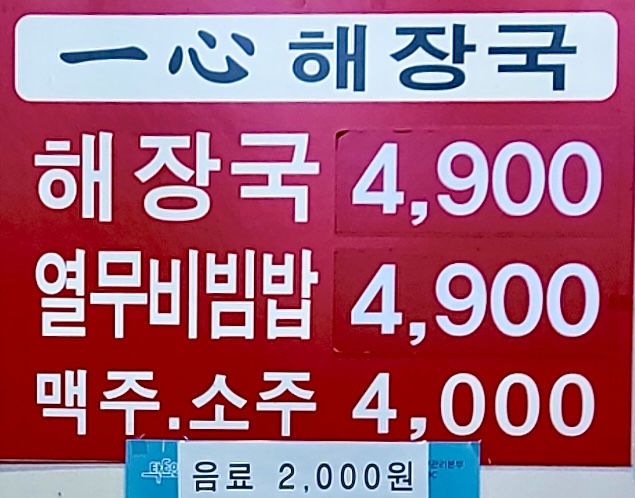 一心 해장국
해장국 4,900
열무비빔밥 4,900
맥주.소주 4,000
음료 2,000원